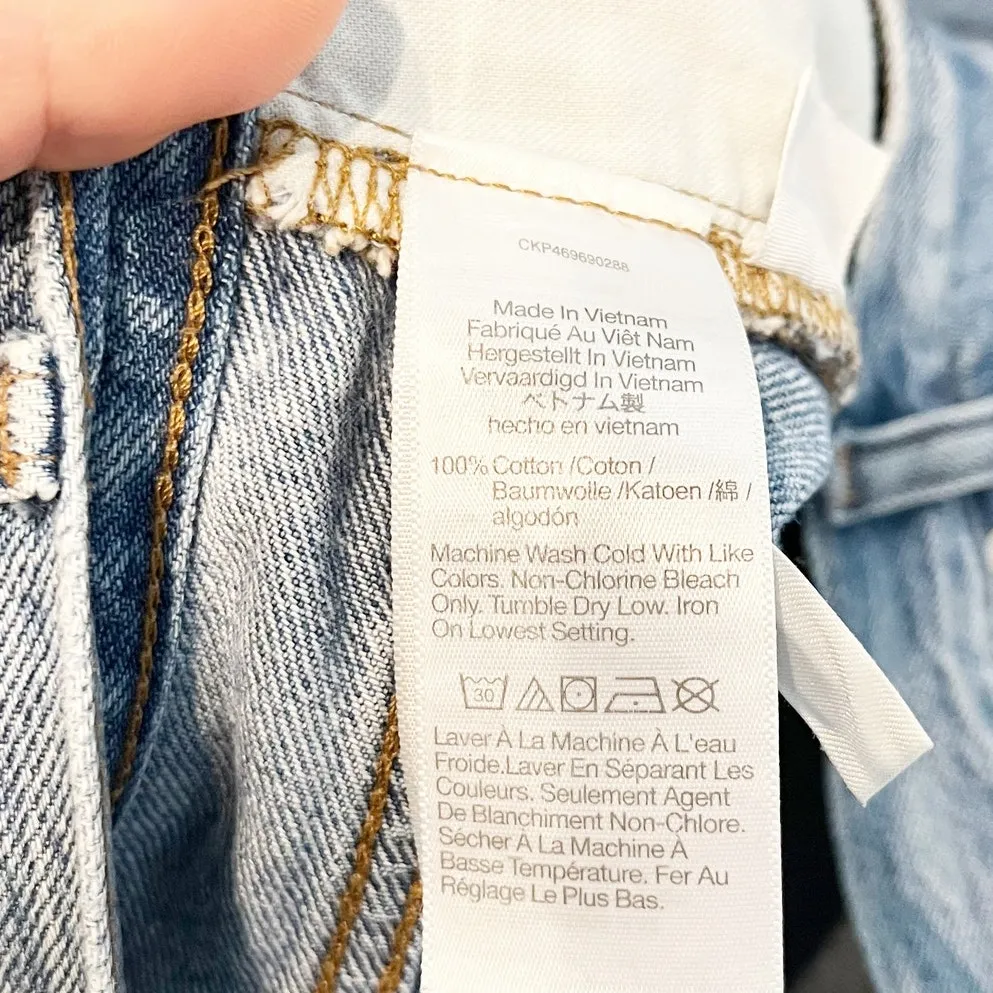 CKP469690288
Made In Vietnam
Fabriqué Au Viêt Nam
Hergestellt In Vietnam
Vervaardigd In Vietnam
ベトナム製
hecho en vietnam
100% Cotton /Coton /
Baumwolle /Katoen /綿 /
algodón
Machine Wash Cold With Like
Colors. Non-Chlorine Bleach
Only. Tumble Dry Low. Iron
On Lowest Setting.
30
Laver À La Machine À L'eau
Froide.Laver En Séparant Les
Couleurs. Seulement Agent
De Blanchiment Non-Chlore.
Sécher À La Machine À
Basse Température. Fer Au
Réglage Le Plus Bas.